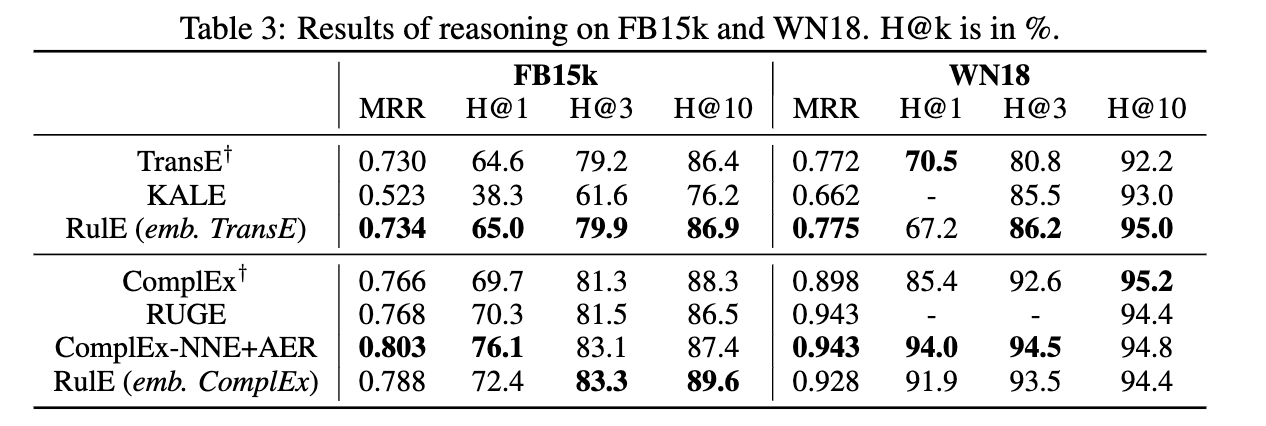 Table 3: Results of reasoning on FB15k and WN18. H@k is in %.
FB15k WN18
MRR H@1 H@3 H@10 MRR H@1 H@3 H@10
TransE† 0.730 64.6 79.2 86.4 0.772 70.5 80.8 92.2
KALE 0.523 38.3 61.6 76.2 0.662 - 85.5 93.0
RulE (emb. TransE) 0.734 65.0 79.9 86.9 0.775 67.2 86.2 95.0
ComplEx† 0.766 69.7 81.3 88.3 0.898 85.4 92.6 95.2
RUGE 0.768 70.3 81.5 86.5 0.943 - - 94.4
ComplEx-NNE+AER 0.803 76.1 83.1 87.4 0.943 94.0 94.5 94.8
RulE (emb. ComplEx) 0.788 72.4 83.3 89.6 0.928 91.9 93.5 94.4